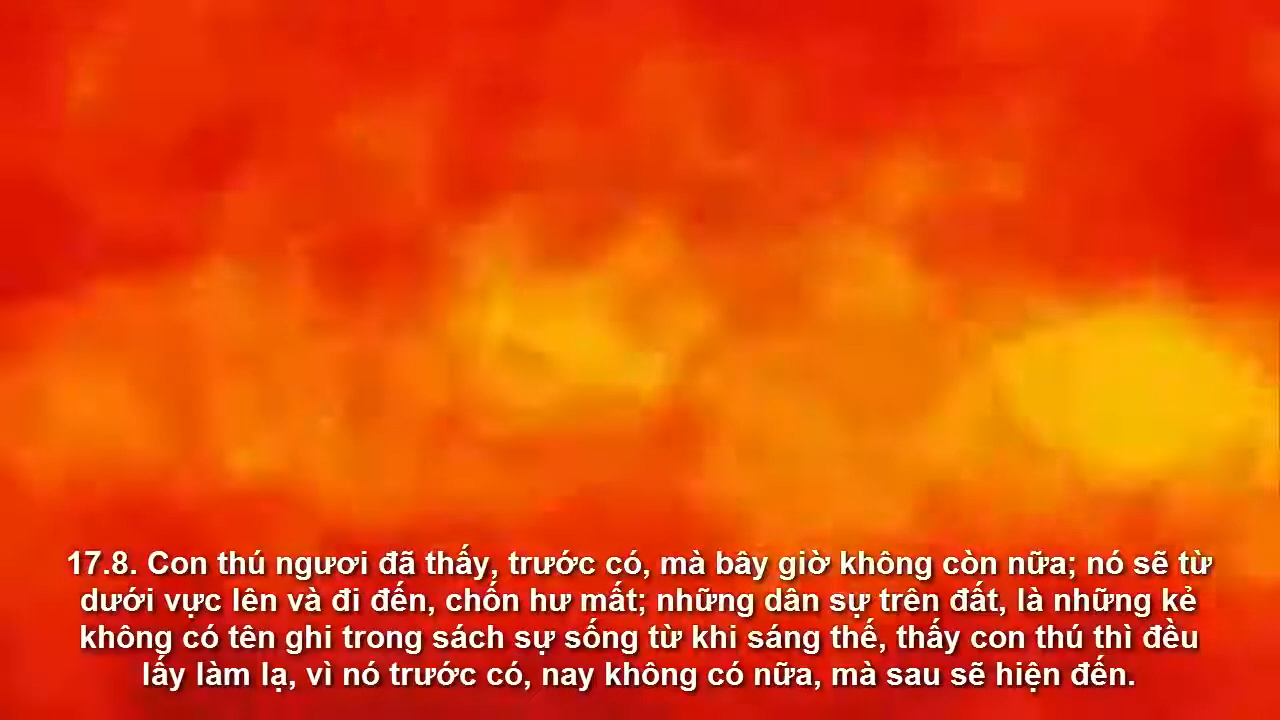 17.8. Con thú ngươi đã thấy, trước có, mà bây giờ không còn nữa; nó sẽ từ
dưới vực lên và đi đến, chốn hư mất; những dân sự trên đất, là những kẻ
không có tên ghi trong sách sự sống từ khi sáng thế, thấy con thú thì đều
lấy làm lạ, vì nó trước có, nay không có nữa, mà sau sẽ hiện đến.